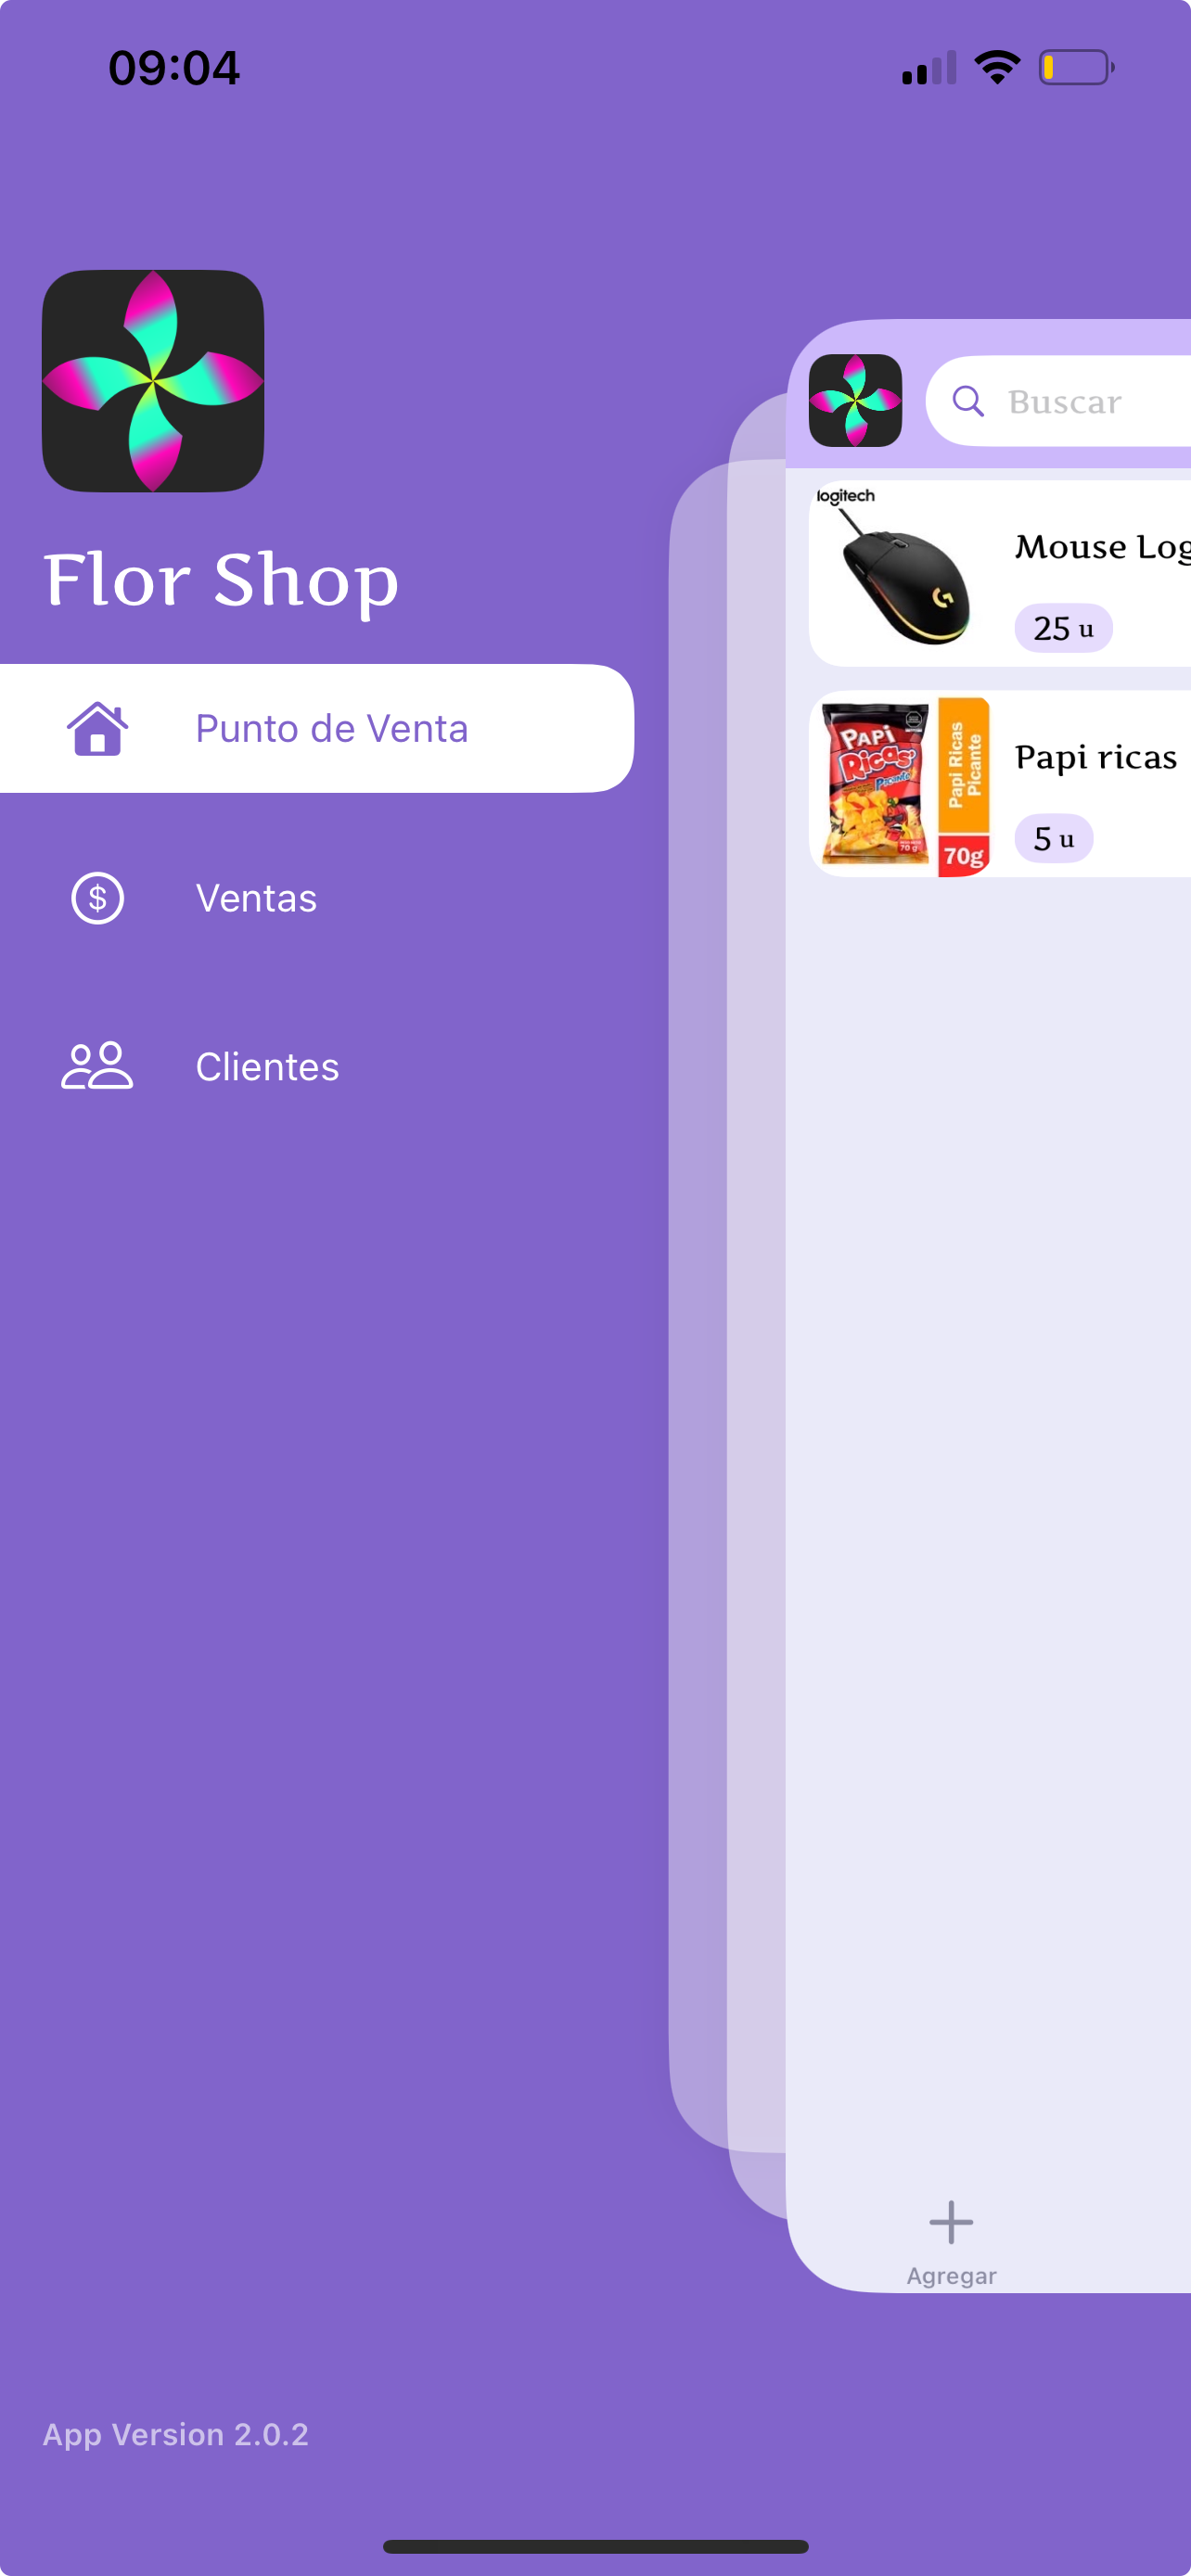 09:04
Flor Shop
Punto de Venta
Ventas
Clientes
App Version 2.0.2
Buscar
logitech
Mouse Log
25 u
PAPi
Ricas
Picante
70 g
Papi Ricas
Picante
70g
Papi ricas
5 u
Agregar